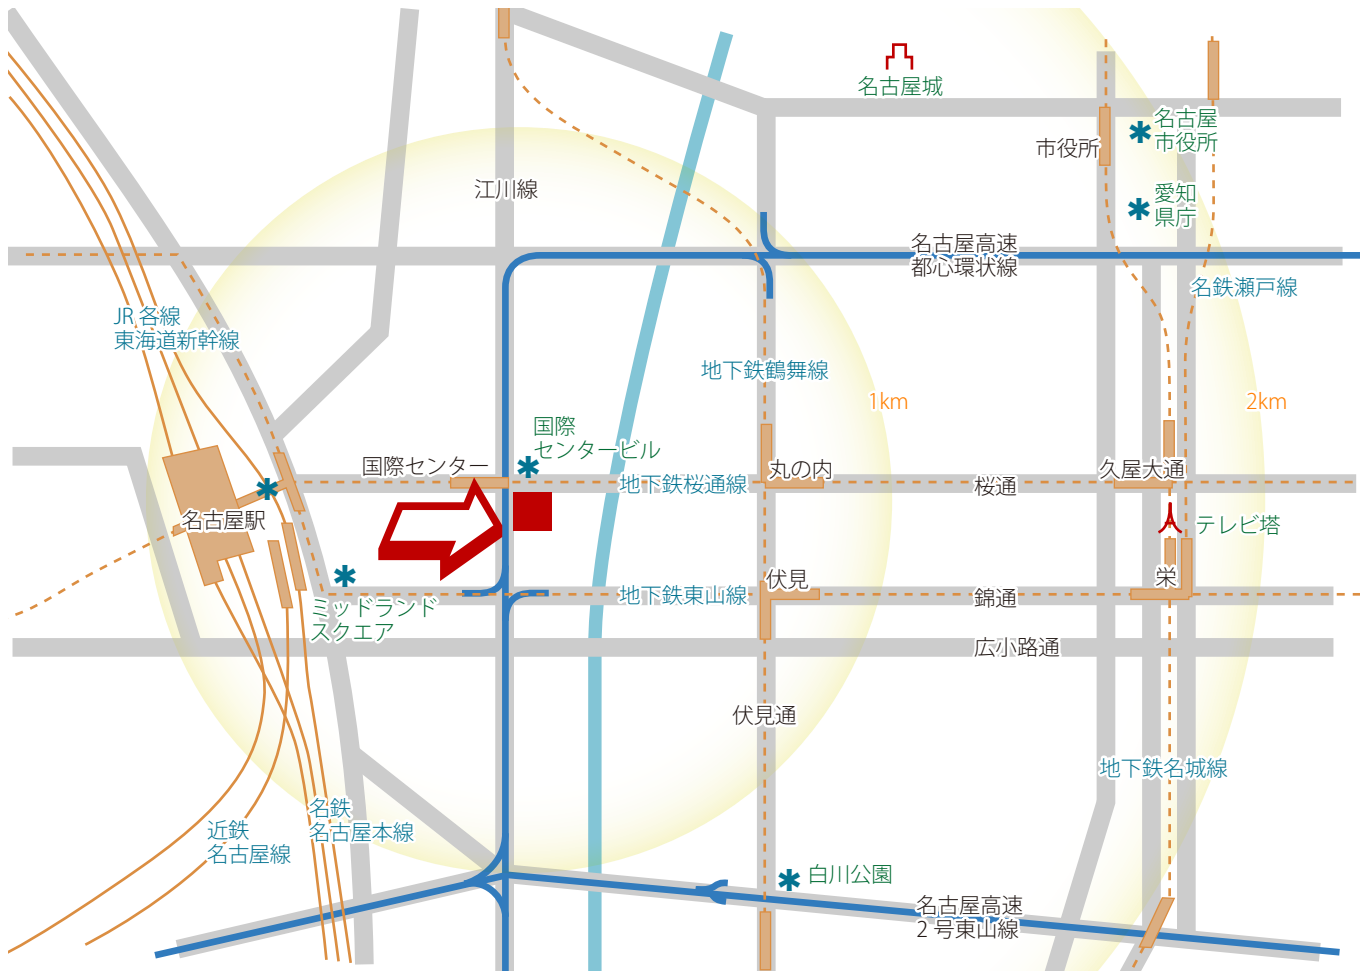 名古屋城
名古屋
市役所
市役所
愛知
県庁
江川線
名古屋高速
都心環状線
名鉄瀬戸線
JR 各線
東海道新幹線
地下鉄鶴舞線
1km
2km
国際
センタービル
国際センター
地下鉄桜通線
丸の内
桜通
久屋大通
名古屋駅
テレビ塔
ミッドランド
スクエア
地下鉄東山線
伏見
錦通
栄
広小路通
伏見通
地下鉄名城線
名鉄
名古屋本線
近鉄
名古屋線
白川公園
名古屋高速
2 号東山線